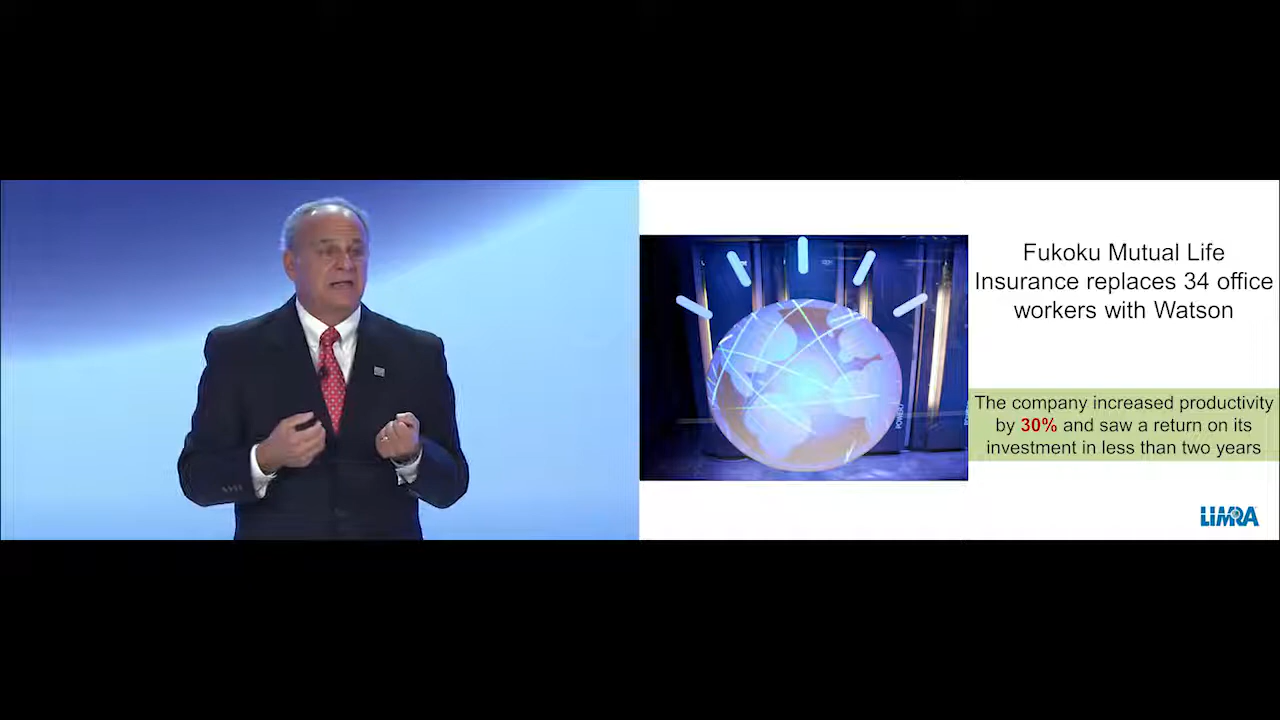 Fukoku Mutual Life
Insurance replaces 34 office
workers with Watson
The company increased productivity
by 30% and saw a return on its
investment in less than two years
LIMRA